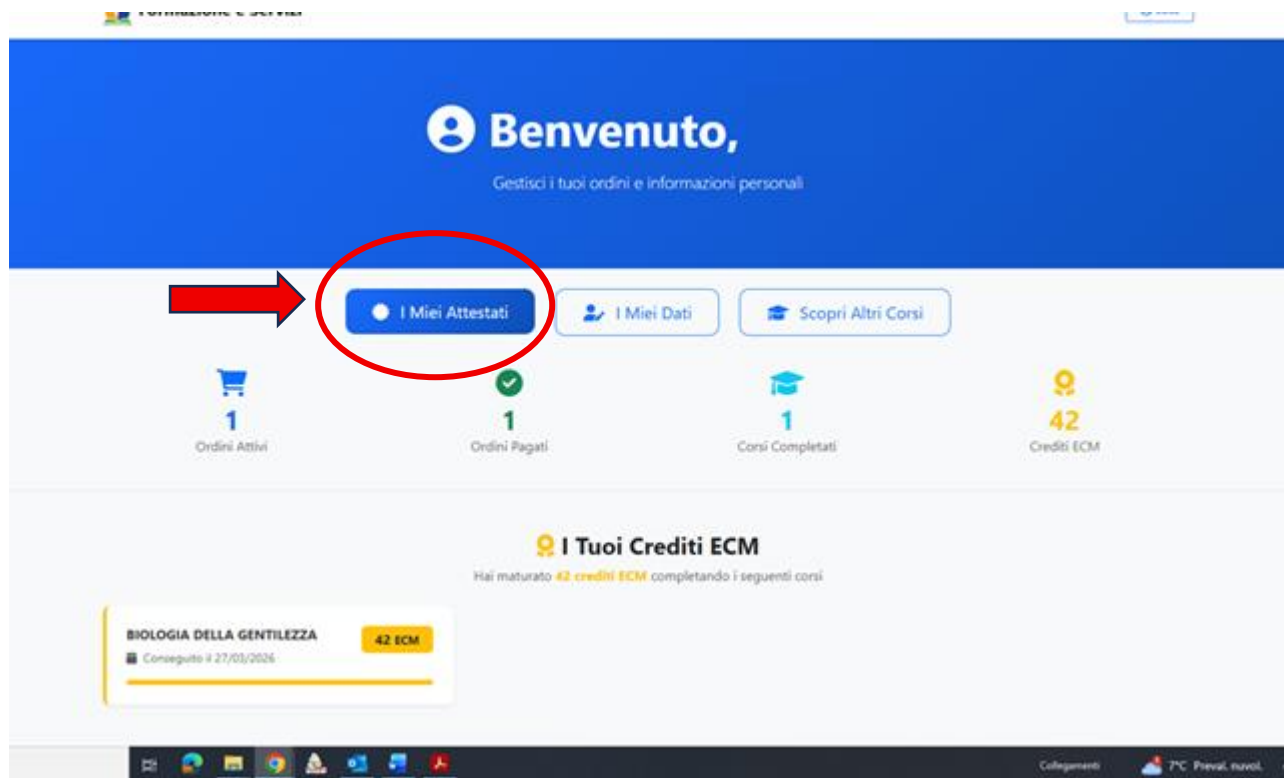 Formazione e Servizi
Benvenuto,
Gestisci i tuoi ordini e informazioni personali
I Miei Attestati
I Miei Dati
Scopri Altri Corsi
1
Ordini Attivi
1
Ordini Pagati
1
Corsi Completati
42
Crediti ECM
I Tuoi Crediti ECM
Hai maturato 42 crediti ECM completando i seguenti corsi
BIOLOGIA DELLA GENTILEZZA
42 ECM
Conseguito il 27/03/2026
Collegamenti
7°C Preval. nuvol.